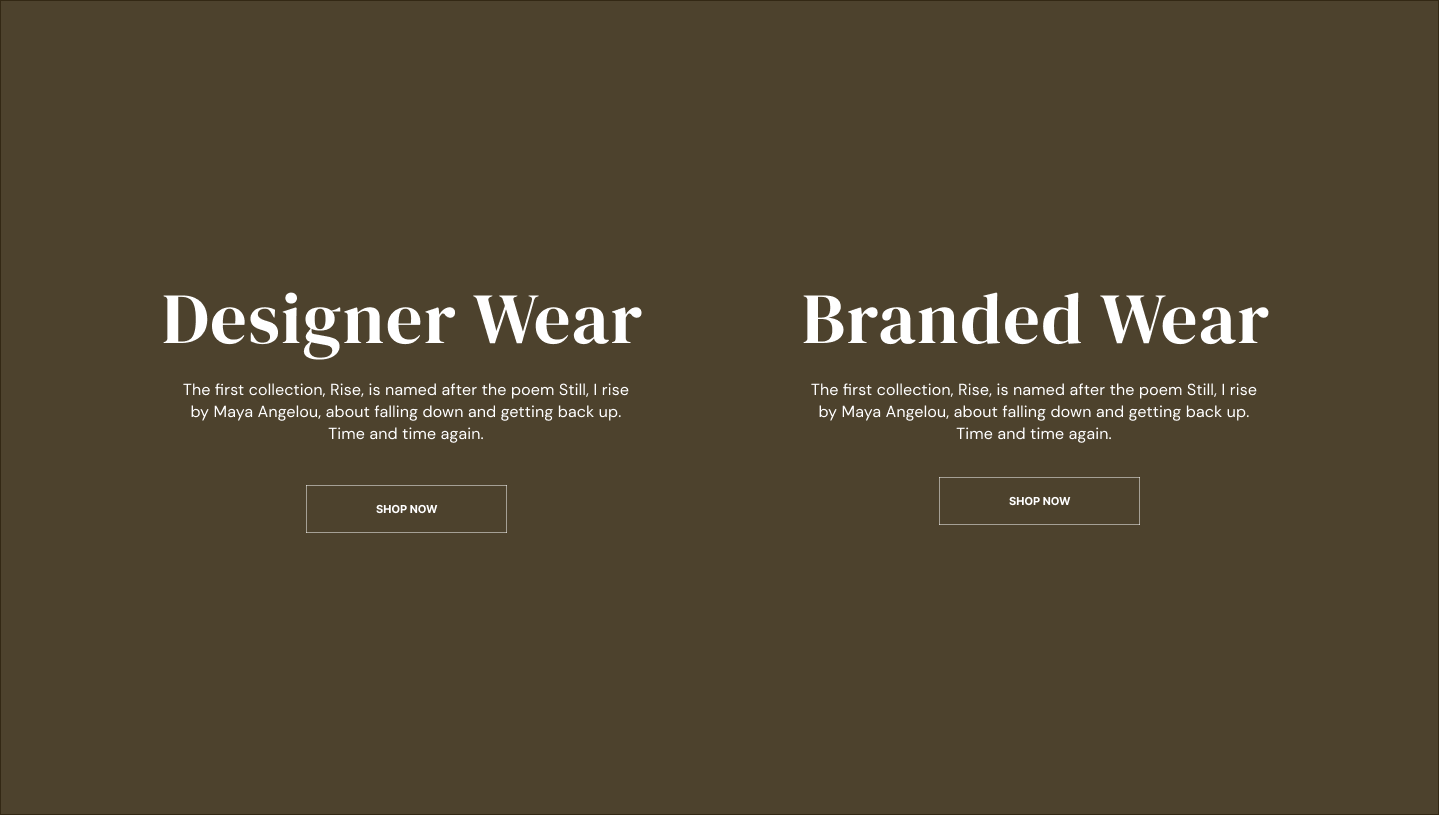 Designer Wear
The first collection, Rise, is named after the poem Still, I rise
by Maya Angelou, about falling down and getting back up.
Time and time again.
SHOP NOW
Branded Wear
The first collection, Rise, is named after the poem Still, I rise
by Maya Angelou, about falling down and getting back up.
Time and time again.
SHOP NOW